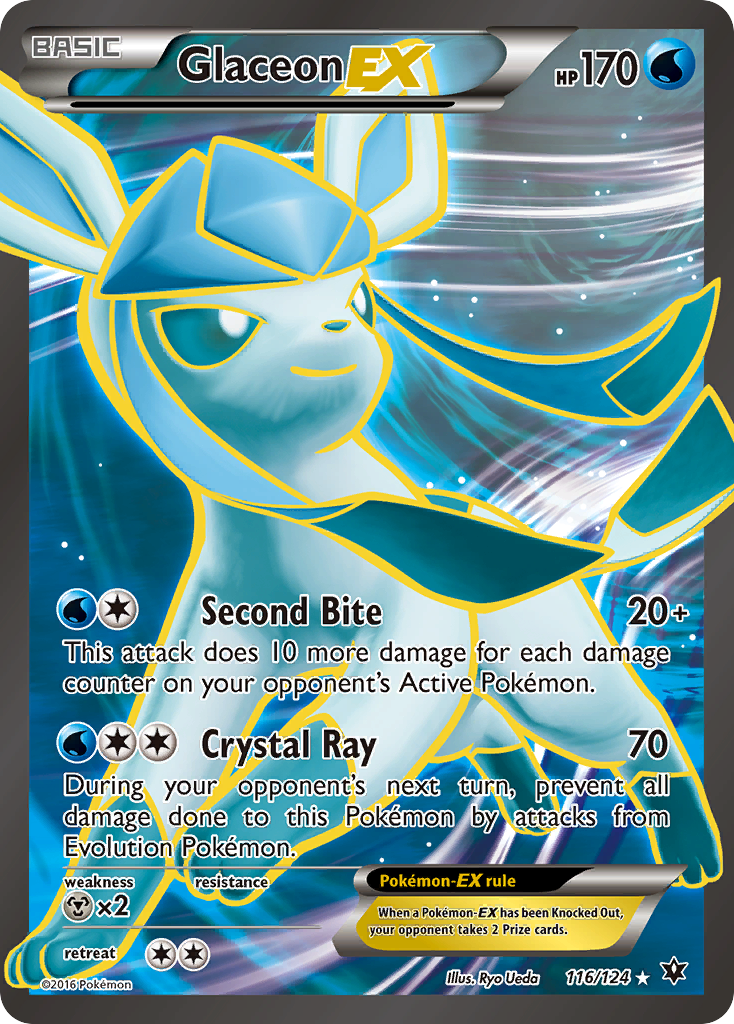 BASIC
Glaceon EX
HP 170
Second Bite 20+
This attack does 10 more damage for each damage
counter on your opponent's Active Pokémon.
Crystal Ray 70
During your opponent's next turn, prevent all
damage done to this Pokémon by attacks from
Evolution Pokémon.
weakness resistance
×2
Pokémon-EX rule
When a Pokémon-EX has been Knocked Out,
your opponent takes 2 Prize cards.
retreat
©2016 Pokémon
Illus. Ryo Ueda 116/124 ★